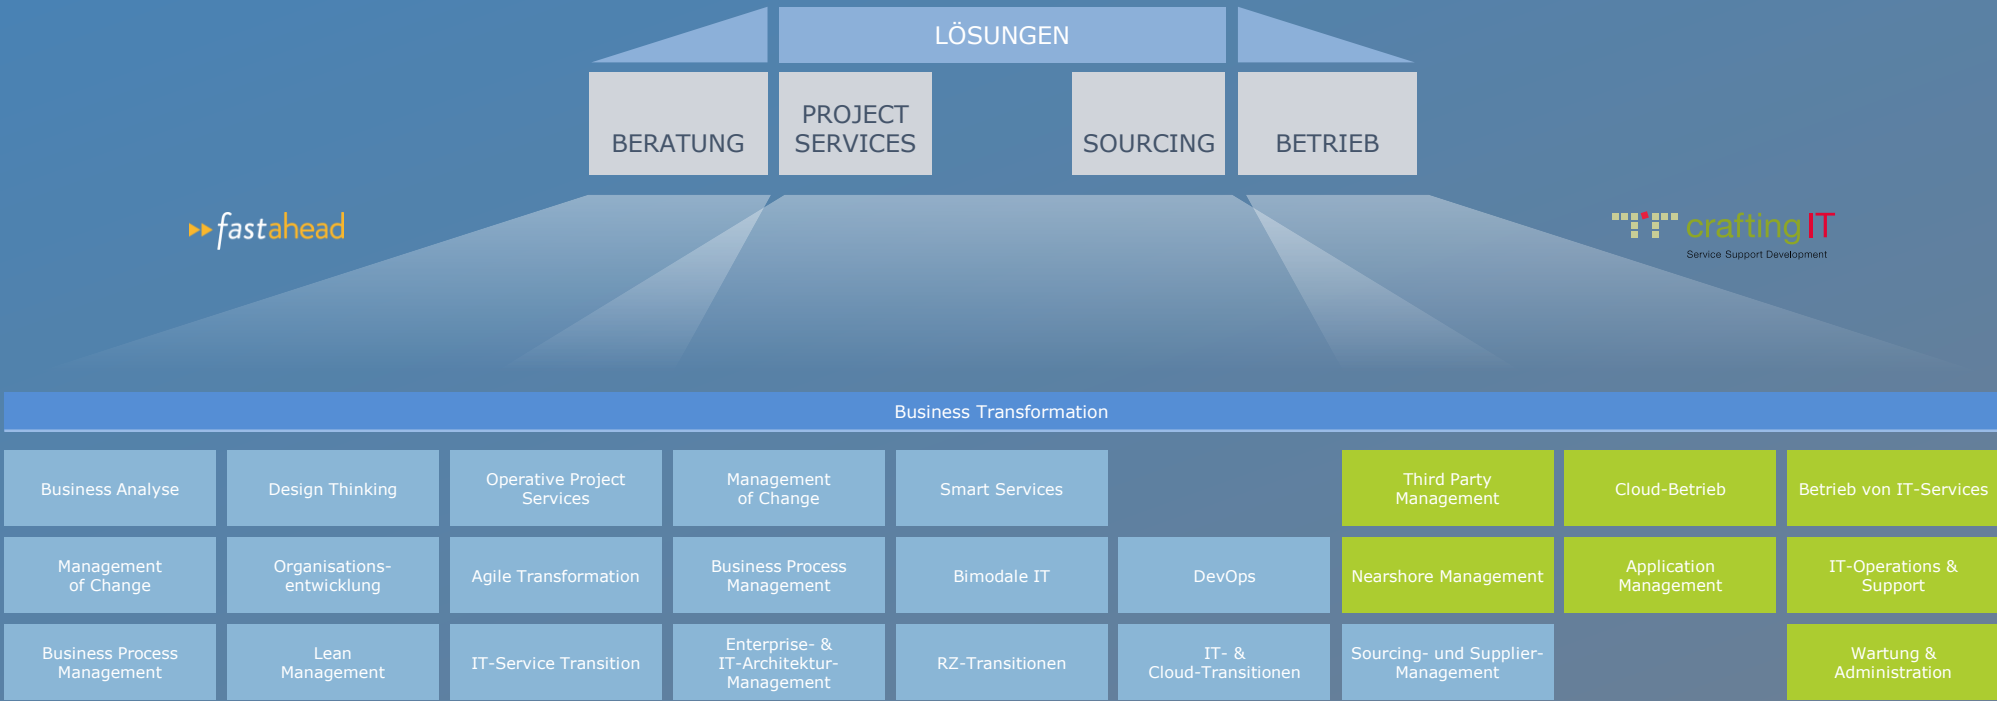 LÖSUNGEN
BERATUNG
PROJECT
SERVICES
SOURCING
BETRIEB
fastahead
crafting IT
Service Support Development
Business Transformation
Business Analyse
Design Thinking
Operative Project
Services
Management
of Change
Smart Services
Third Party
Management
Cloud-Betrieb
Betrieb von IT-Services
Management
of Change
Organisations-
entwicklung
Agile Transformation
Business Process
Management
Bimodale IT
DevOps
Nearshore Management
Application
Management
IT-Operations &
Support
Business Process
Management
Lean
Management
IT-Service Transition
Enterprise- &
IT-Architektur-
Management
RZ-Transitionen
IT- &
Cloud-Transitionen
Sourcing- und Supplier-
Management
Wartung &
Administration